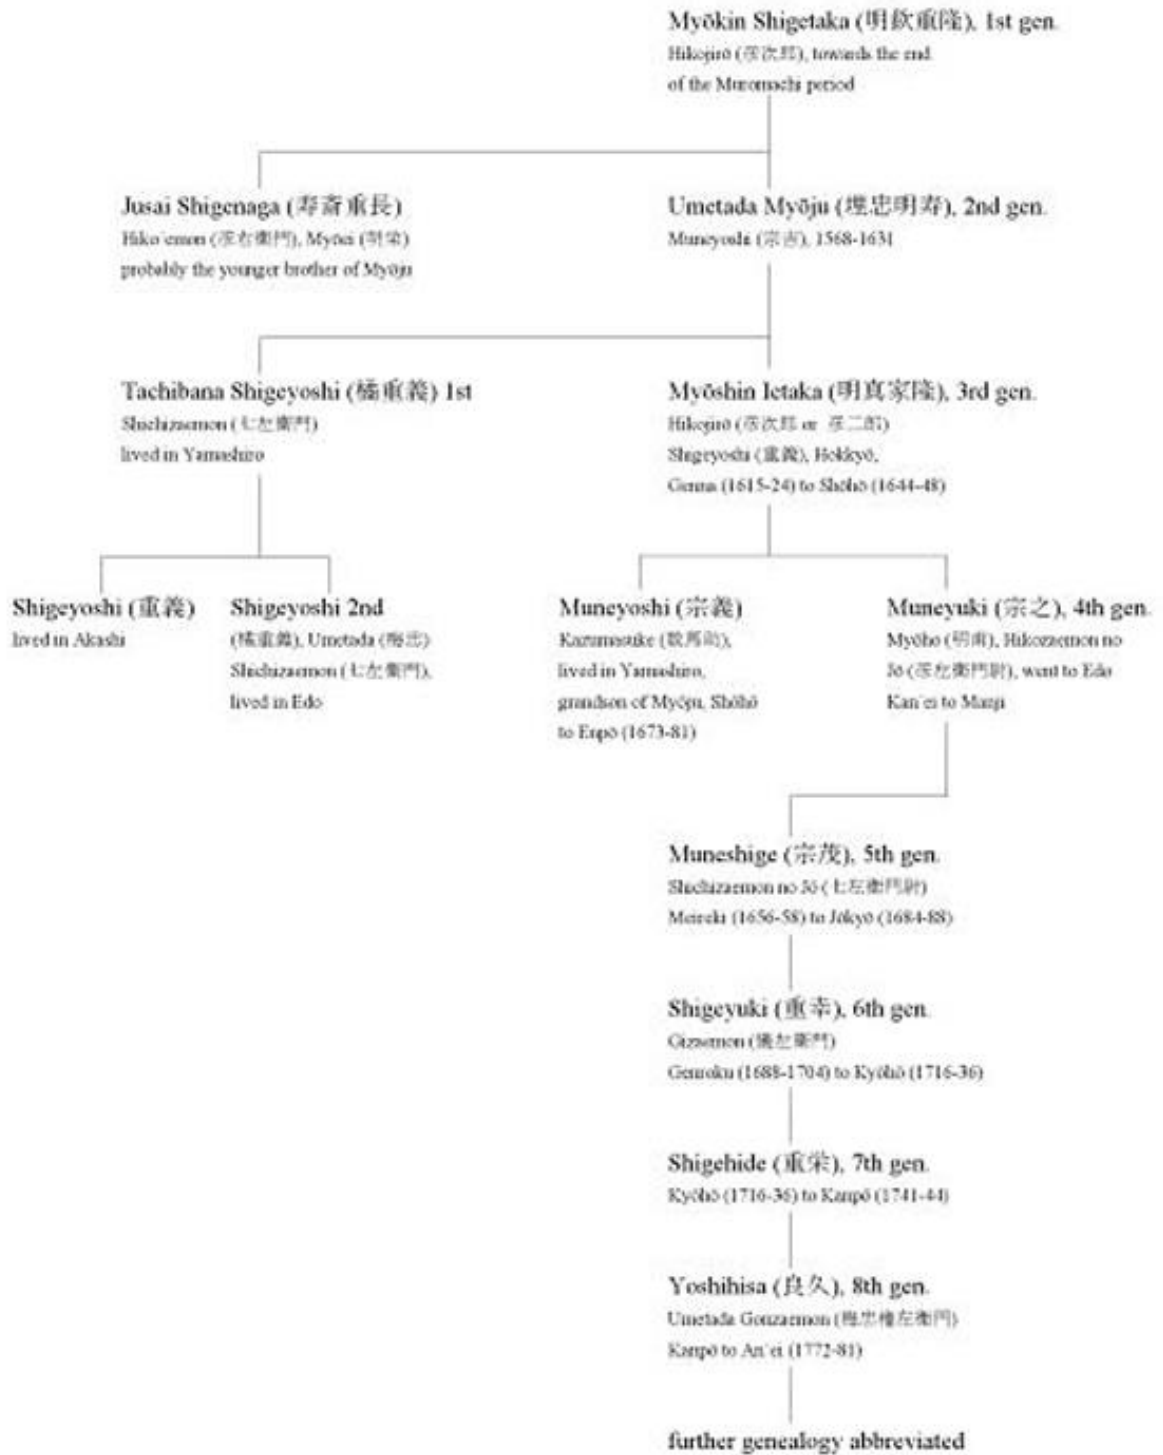 Myōkin Shigetaka (明欽重隆), 1st gen.
Hikojirō (彦次郎), towards the end
of the Muromachi period
Jusai Shigenaga (寿斎重長)
Hiko'emon (彦右衛門), Myōei (明栄)
probably the younger brother of Myōju
Umetada Myōju (埋忠明寿), 2nd gen.
Muneyoshi (宗吉), 1568-1631
Tachibana Shigeyoshi (橘重義) 1st
Shichizaemon (七左衛門)
lived in Yamashiro
Myōshin Ietaka (明真家隆), 3rd gen.
Hikojirō (彦次郎 or 彦二郎)
Shigeyoshi (重義), Hokkyō,
Genna (1615-24) to Shōhō (1644-48)
Shigeyoshi (重義)
lived in Akashi
Shigeyoshi 2nd
(橘重義), Umetada (梅忠)
Shichizaemon (七左衛門),
lived in Edo
Muneyoshi (宗義)
Kazumasuke (数馬助),
lived in Yamashiro,
grandson of Myōju, Shōhō
to Enpō (1673-81)
Muneyuki (宗之), 4th gen.
Myōho (明甫), Hikozaemon no
Jō (彦左衛門尉), went to Edo
Kan'ei to Manji
Muneshige (宗茂), 5th gen.
Shichizaemon no Jō (七左衛門尉)
Meireki (1656-58) to Jōkyō (1684-88)
Shigeyuki (重幸), 6th gen.
Gizaemon (儀左衛門)
Genroku (1688-1704) to Kyōhō (1716-36)
Shigehide (重栄), 7th gen.
Kyōhō (1716-36) to Kanpō (1741-44)
Yoshihisa (良久), 8th gen.
Umetada Gonzaemon (梅忠権左衛門)
Kanpō to An'ei (1772-81)
further genealogy abbreviated